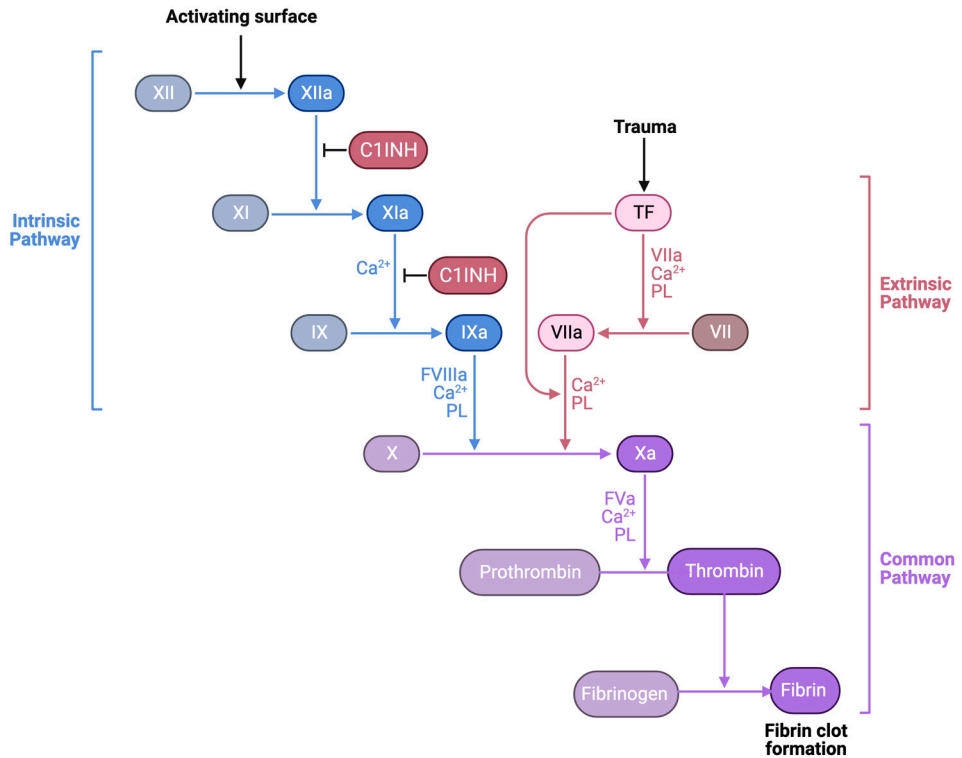 Activating surface
XII
XIIa
C1INH
Trauma
XI
XIa
TF
Intrinsic
Pathway
Ca²⁺
C1INH
VIIa
Ca²⁺
PL
Extrinsic
Pathway
IX
IXa
VIIa
VII
FVIIIa
Ca²⁺
PL
Ca²⁺
PL
X
Xa
FVa
Ca²⁺
PL
Common
Pathway
Prothrombin
Thrombin
Fibrinogen
Fibrin
Fibrin clot
formation